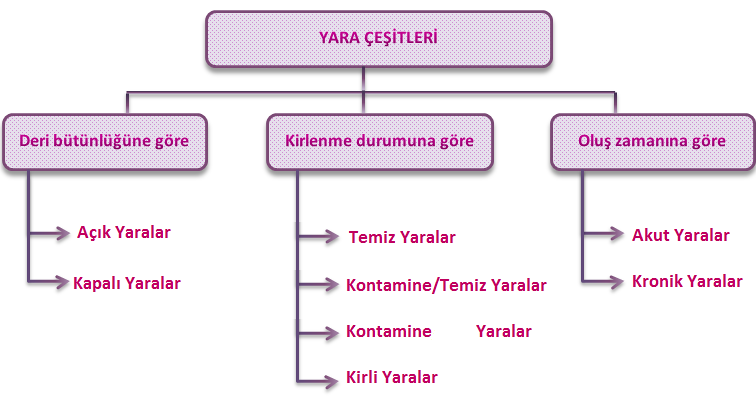 YARA ÇEŞİTLERİ
Deri bütünlüğüne göre
Açık Yaralar
Kapalı Yaralar
Kirlenme durumuna göre
Temiz Yaralar
Kontamine/Temiz Yaralar
Kontamine Yaralar
Kirli Yaralar
Oluş zamanına göre
Akut Yaralar
Kronik Yaralar